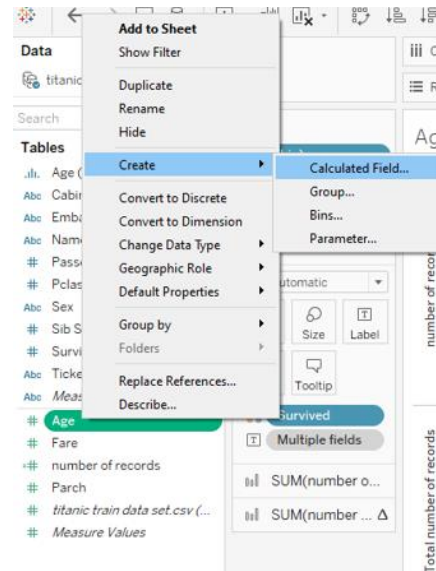 Add to Sheet
Data
Show Filter
titanic
Duplicate
Rename
Search
Hide
Tables
Create
Calculated Field...
Age (
Group...
Abc Cabin
Convert to Discrete
Bins...
Abc Emba
Convert to Dimension
Parameter...
Abc Name
Change Data Type
# Passe
Geographic Role
utomatic
# Pclas
Default Properties
Abc Sex
# Sib S
Group by
Size
Label
# Survi
Folders
Abc Ticke
Tooltip
Abc Meas
Replace References...
Describe...
# Age
Survived
# Fare
Multiple fields
number of records
# Parch
SUM(number o...
# titanic train data set.csv (...
SUM(number ... Δ
# Measure Values
number of recor
Total number of records